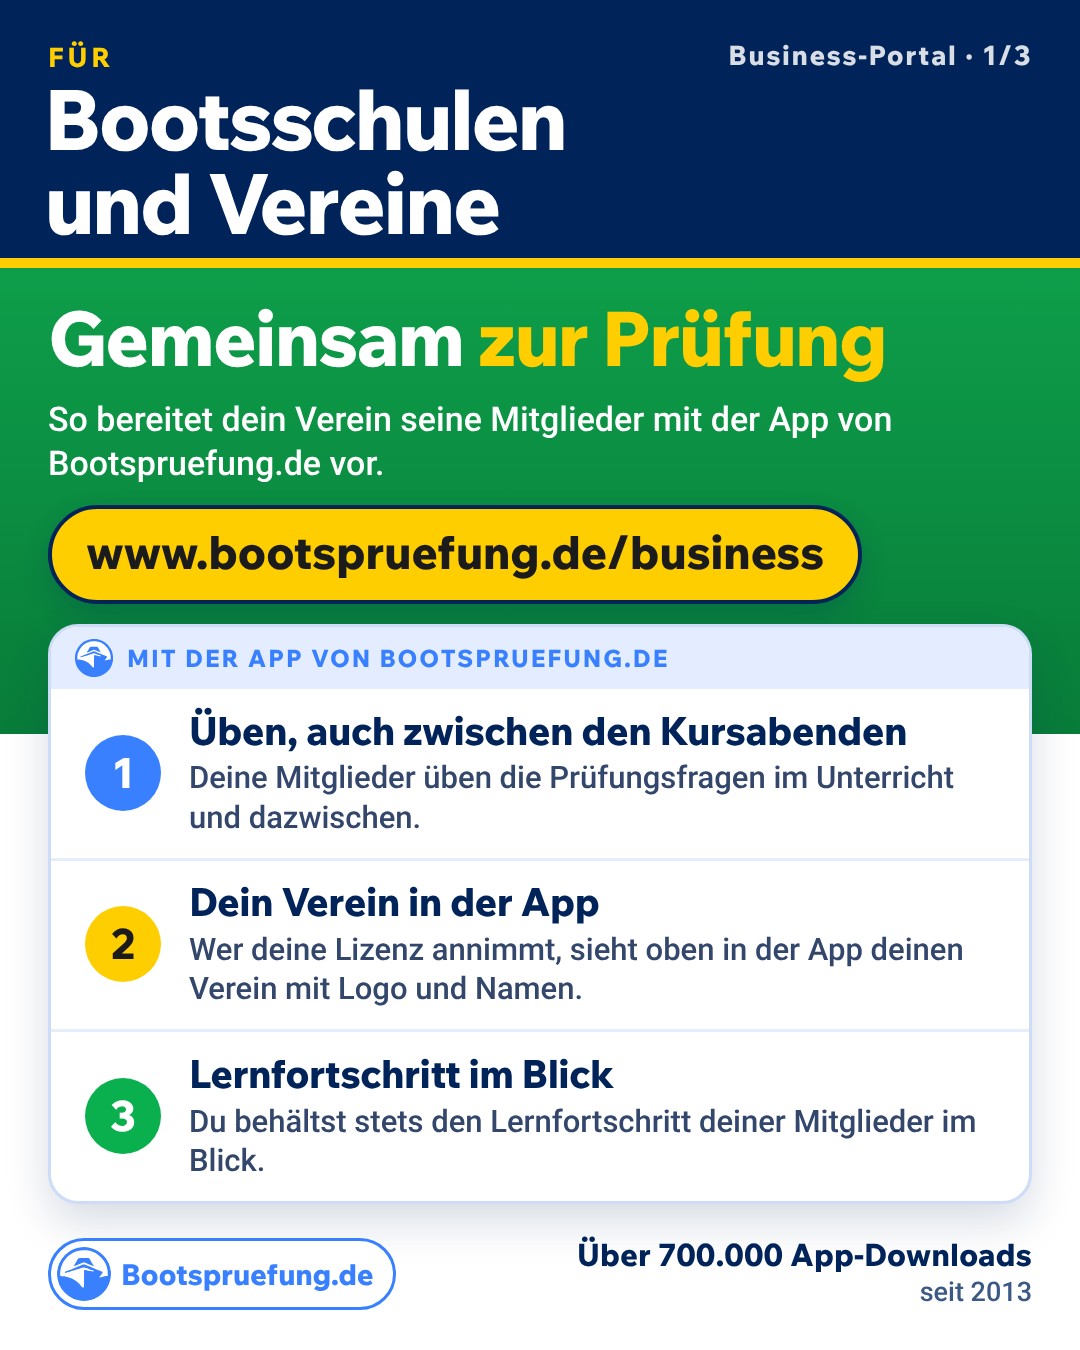 FÜR
Business-Portal · 1/3
Bootsschulen
und Vereine
Gemeinsam zur Prüfung
So bereitet dein Verein seine Mitglieder mit der App von
Bootspruefung.de vor.
www.bootspruefung.de/business
MIT DER APP VON BOOTSPRUEFUNG.DE
1
Üben, auch zwischen den Kursabenden
Deine Mitglieder üben die Prüfungsfragen im Unterricht
und dazwischen.
2
Dein Verein in der App
Wer deine Lizenz annimmt, sieht oben in der App deinen
Verein mit Logo und Namen.
3
Lernfortschritt im Blick
Du behältst stets den Lernfortschritt deiner Mitglieder im
Blick.
Bootspruefung.de
Über 700.000 App-Downloads
seit 2013